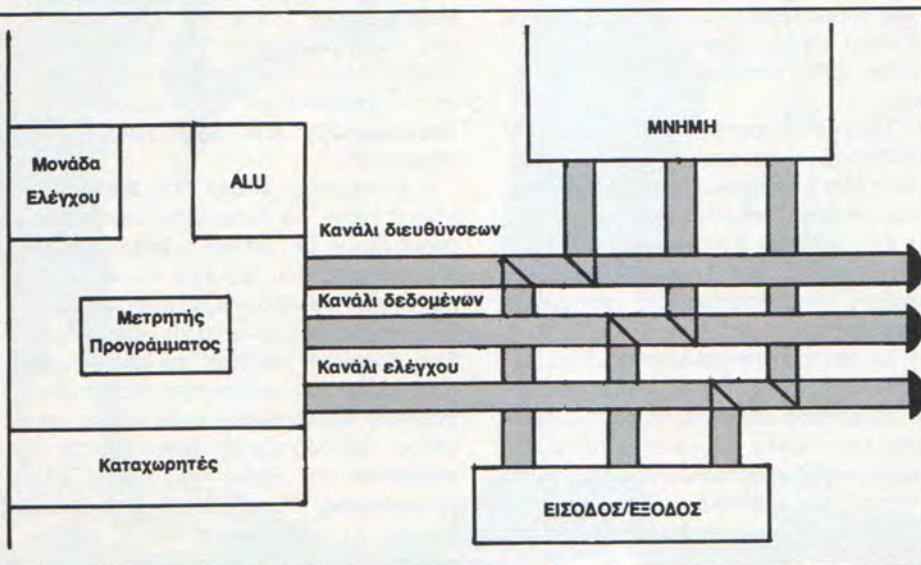 ΜΝΗΜΗ
Μονάδα
Ελέγχου
ALU
Κανάλι διευθύνσεων
Κανάλι δεδομένων
Μετρητής
Προγράμματος
Κανάλι ελέγχου
Καταχωρητές
ΕΙΣΟΔΟΣ/ΕΞΟΔΟΣ